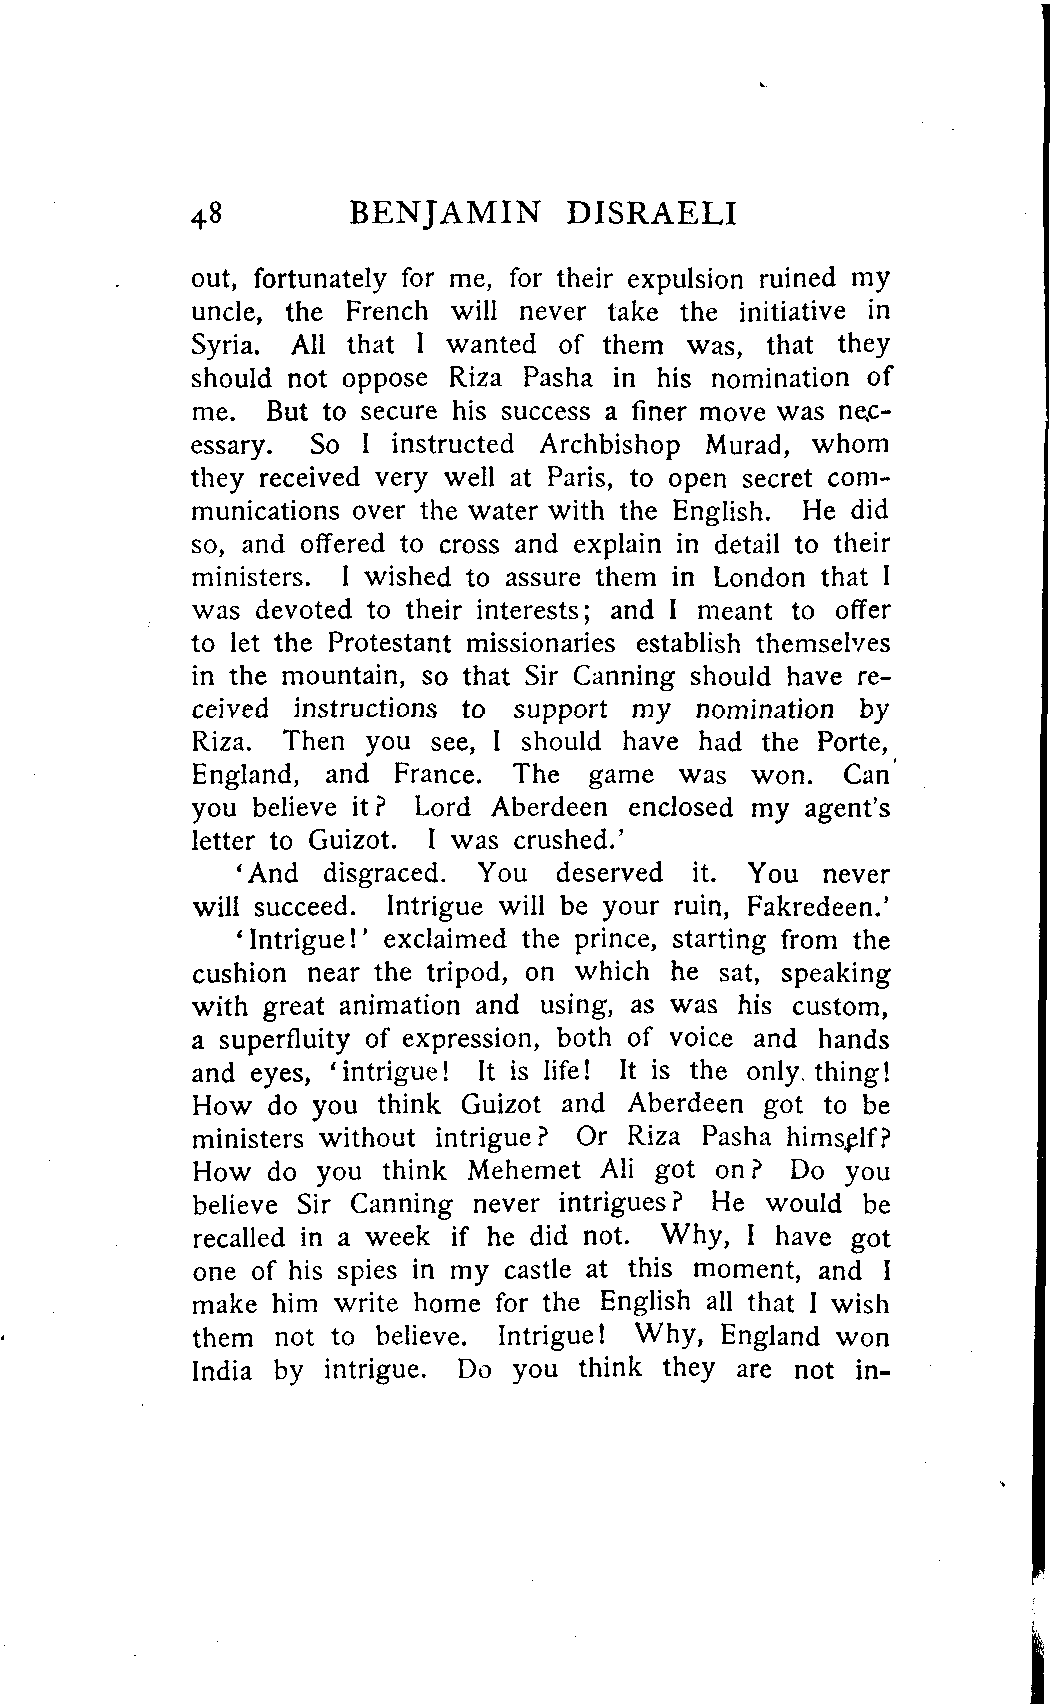 48 BENJAMIN DISRAELI
out, fortunately for me, for their expulsion ruined my
uncle, the French will never take the initiative in
Syria. All that I wanted of them was, that they
should not oppose Riza Pasha in his nomination of
me. But to secure his success a finer move was nec-
essary. So I instructed Archbishop Murad, whom
they received very well at Paris, to open secret com-
munications over the water with the English. He did
so, and offered to cross and explain in detail to their
ministers. I wished to assure them in London that I
was devoted to their interests; and I meant to offer
to let the Protestant missionaries establish themselves
in the mountain, so that Sir Canning should have re-
ceived instructions to support my nomination by
Riza. Then you see, I should have had the Porte,
England, and France. The game was won. Can
you believe it? Lord Aberdeen enclosed my agent's
letter to Guizot. I was crushed.'
'And disgraced. You deserved it. You never
will succeed. Intrigue will be your ruin, Fakredeen.'
'Intrigue!' exclaimed the prince, starting from the
cushion near the tripod, on which he sat, speaking
with great animation and using, as was his custom,
a superfluity of expression, both of voice and hands
and eyes, 'intrigue! It is life! It is the only thing!
How do you think Guizot and Aberdeen got to be
ministers without intrigue? Or Riza Pasha himself?
How do you think Mehemet Ali got on? Do you
believe Sir Canning never intrigues? He would be
recalled in a week if he did not. Why, I have got
one of his spies in my castle at this moment, and I
make him write home for the English all that I wish
them not to believe. Intrigue! Why, England won
India by intrigue. Do you think they are not in-